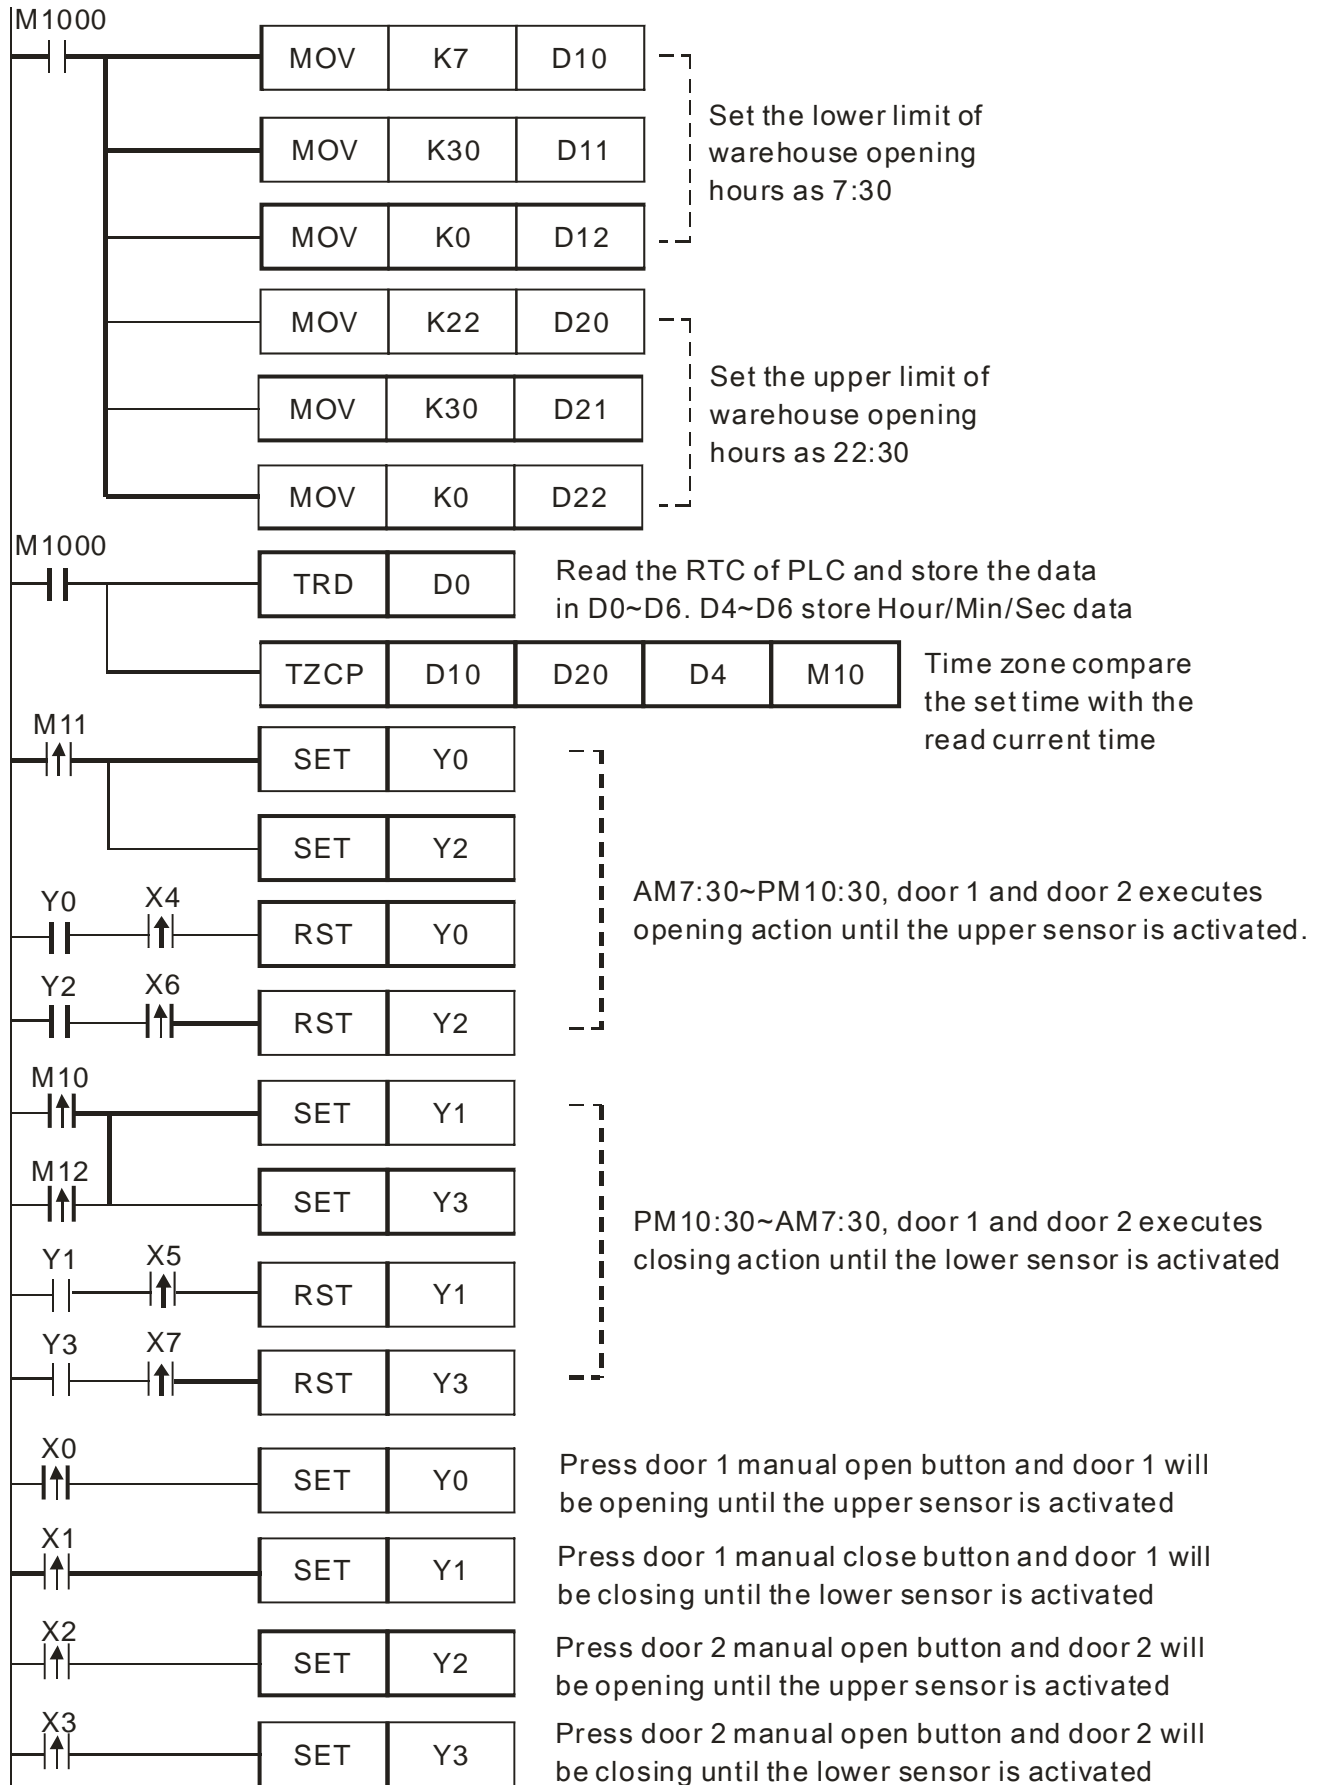 M1000
MOV K7 D10
MOV K30 D11
MOV K0 D12
Set the lower limit of
warehouse opening
hours as 7:30
MOV K22 D20
MOV K30 D21
MOV K0 D22
Set the upper limit of
warehouse opening
hours as 22:30
M1000
TRD D0
Read the RTC of PLC and store the data
in D0~D6. D4~D6 store Hour/Min/Sec data
TZCP D10 D20 D4 M10
Time zone compare
the set time with the
read current time
M11
SET Y0
SET Y2
Y0 X4
RST Y0
Y2 X6
RST Y2
AM7:30~PM10:30, door 1 and door 2 executes
opening action until the upper sensor is activated.
M10
SET Y1
M12
SET Y3
Y1 X5
RST Y1
Y3 X7
RST Y3
PM10:30~AM7:30, door 1 and door 2 executes
closing action until the lower sensor is activated
X0
SET Y0
Press door 1 manual open button and door 1 will
be opening until the upper sensor is activated
X1
SET Y1
Press door 1 manual close button and door 1 will
be closing until the lower sensor is activated
X2
SET Y2
Press door 2 manual open button and door 2 will
be opening until the upper sensor is activated
X3
SET Y3
Press door 2 manual open button and door 2 will
be closing until the lower sensor is activated